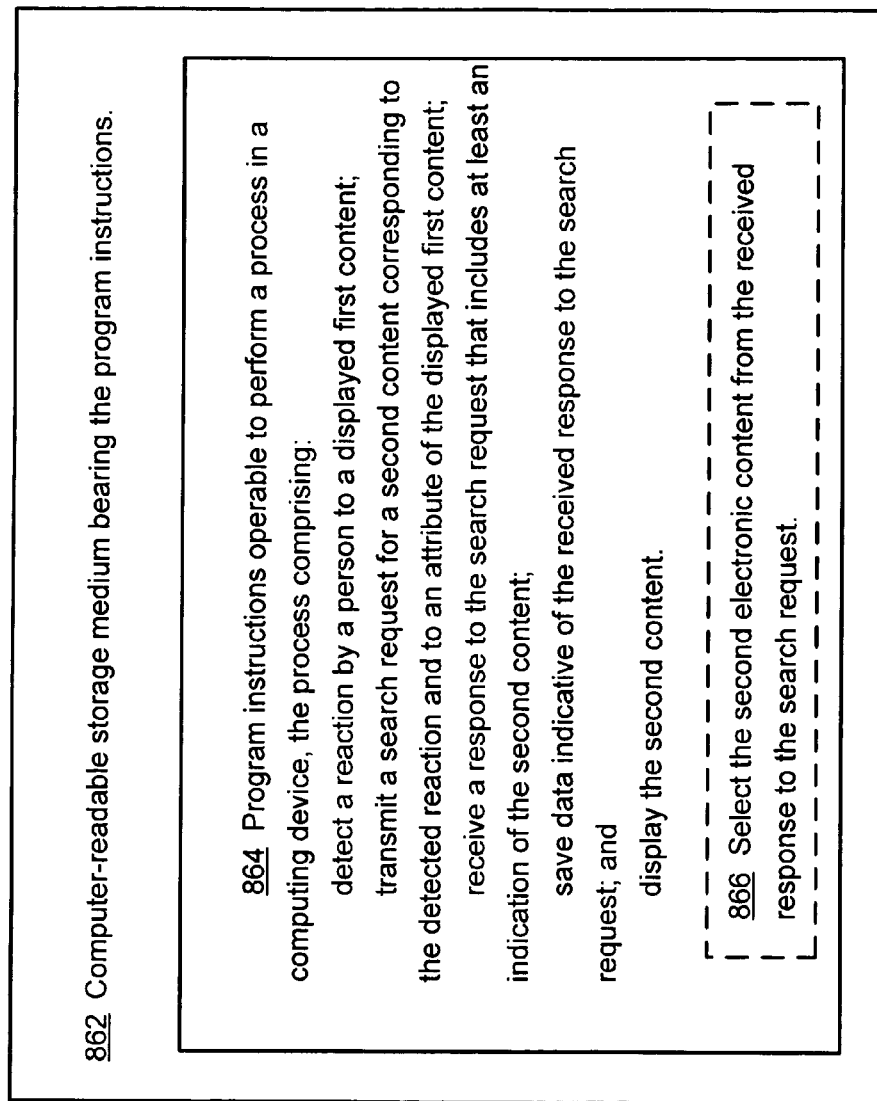 862 Computer-readable storage medium bearing the program instructions.
864 Program instructions operable to perform a process in a
computing device, the process comprising:
detect a reaction by a person to a displayed first content;
transmit a search request for a second content corresponding to
the detected reaction and to an attribute of the displayed first content;
receive a response to the search request that includes at least an
indication of the second content;
save data indicative of the received response to the search
request; and
display the second content.
866 Select the second electronic content from the received
response to the search request.